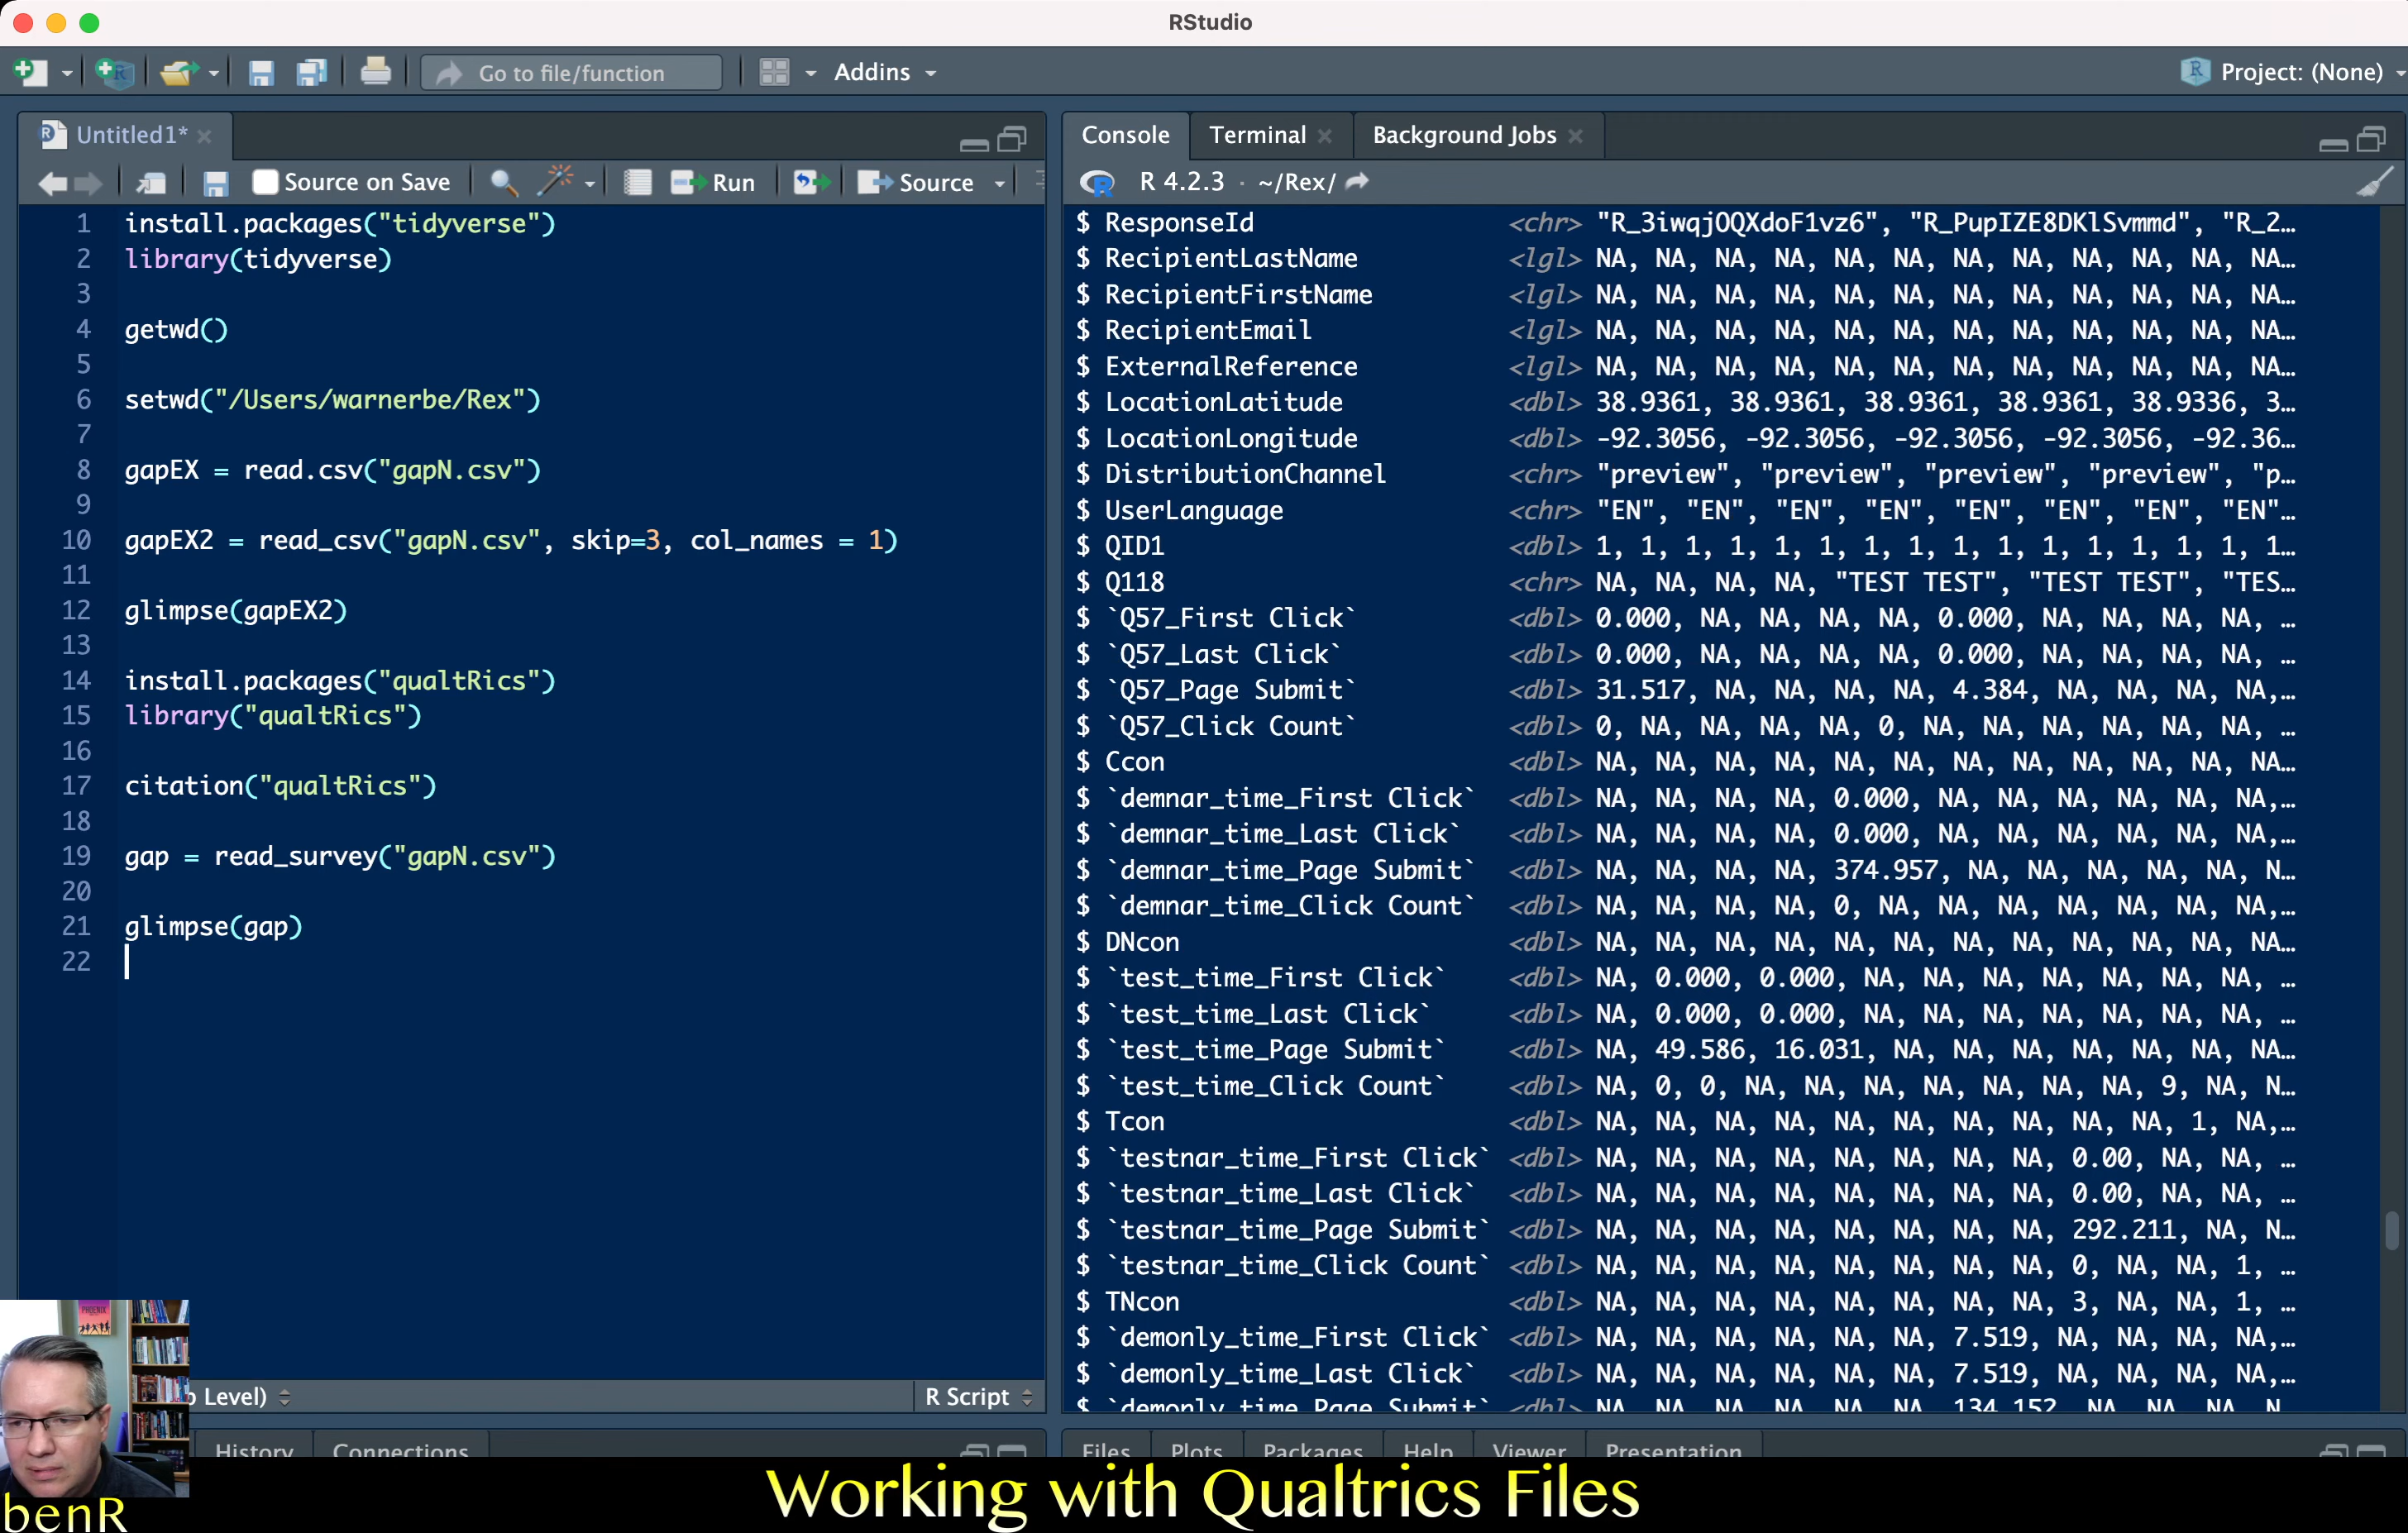 RStudio
Go to file/function
Addins
Project: (None)
Untitled1*
Source on Save
Run
Source
1 install.packages("tidyverse")
2 library(tidyverse)
3
4 getwd()
5
6 setwd("/Users/warnerbe/Rex")
7
8 gapEX = read.csv("gapN.csv")
9
10 gapEX2 = read_csv("gapN.csv", skip=3, col_names = 1)
11
12 glimpse(gapEX2)
13
14 install.packages("qualtRics")
15 library("qualtRics")
16
17 citation("qualtRics")
18
19 gap = read_survey("gapN.csv")
20
21 glimpse(gap)
22
Level)
R Script
History Connections
Console Terminal Background Jobs
R 4.2.3 · ~/Rex/
$ ResponseId <chr> "R_3iwqjOQXdoF1vz6", "R_PupIZE8DKlSvmmd", "R_2…
$ RecipientLastName <lgl> NA, NA, NA, NA, NA, NA, NA, NA, NA, NA, NA, NA…
$ RecipientFirstName <lgl> NA, NA, NA, NA, NA, NA, NA, NA, NA, NA, NA, NA…
$ RecipientEmail <lgl> NA, NA, NA, NA, NA, NA, NA, NA, NA, NA, NA, NA…
$ ExternalReference <lgl> NA, NA, NA, NA, NA, NA, NA, NA, NA, NA, NA, NA…
$ LocationLatitude <dbl> 38.9361, 38.9361, 38.9361, 38.9361, 38.9336, 3…
$ LocationLongitude <dbl> -92.3056, -92.3056, -92.3056, -92.3056, -92.36…
$ DistributionChannel <chr> "preview", "preview", "preview", "preview", "p…
$ UserLanguage <chr> "EN", "EN", "EN", "EN", "EN", "EN", "EN", "EN"…
$ QID1 <dbl> 1, 1, 1, 1, 1, 1, 1, 1, 1, 1, 1, 1, 1, 1, 1, 1…
$ Q118 <chr> NA, NA, NA, NA, "TEST TEST", "TEST TEST", "TES…
$ `Q57_First Click` <dbl> 0.000, NA, NA, NA, NA, 0.000, NA, NA, NA, NA, …
$ `Q57_Last Click` <dbl> 0.000, NA, NA, NA, NA, 0.000, NA, NA, NA, NA, …
$ `Q57_Page Submit` <dbl> 31.517, NA, NA, NA, NA, 4.384, NA, NA, NA, NA,…
$ `Q57_Click Count` <dbl> 0, NA, NA, NA, NA, 0, NA, NA, NA, NA, NA, NA, …
$ Ccon <dbl> NA, NA, NA, NA, NA, NA, NA, NA, NA, NA, NA, NA…
$ `demnar_time_First Click` <dbl> NA, NA, NA, NA, 0.000, NA, NA, NA, NA, NA, NA,…
$ `demnar_time_Last Click` <dbl> NA, NA, NA, NA, 0.000, NA, NA, NA, NA, NA, NA,…
$ `demnar_time_Page Submit` <dbl> NA, NA, NA, NA, 374.957, NA, NA, NA, NA, NA, N…
$ `demnar_time_Click Count` <dbl> NA, NA, NA, NA, 0, NA, NA, NA, NA, NA, NA, NA,…
$ DNcon <dbl> NA, NA, NA, NA, NA, NA, NA, NA, NA, NA, NA, NA…
$ `test_time_First Click` <dbl> NA, 0.000, 0.000, NA, NA, NA, NA, NA, NA, NA, …
$ `test_time_Last Click` <dbl> NA, 0.000, 0.000, NA, NA, NA, NA, NA, NA, NA, …
$ `test_time_Page Submit` <dbl> NA, 49.586, 16.031, NA, NA, NA, NA, NA, NA, NA…
$ `test_time_Click Count` <dbl> NA, 0, 0, NA, NA, NA, NA, NA, NA, NA, 9, NA, N…
$ Tcon <dbl> NA, NA, NA, NA, NA, NA, NA, NA, NA, NA, 1, NA,…
$ `testnar_time_First Click` <dbl> NA, NA, NA, NA, NA, NA, NA, NA, 0.00, NA, NA, …
$ `testnar_time_Last Click` <dbl> NA, NA, NA, NA, NA, NA, NA, NA, 0.00, NA, NA, …
$ `testnar_time_Page Submit` <dbl> NA, NA, NA, NA, NA, NA, NA, NA, 292.211, NA, N…
$ `testnar_time_Click Count` <dbl> NA, NA, NA, NA, NA, NA, NA, NA, 0, NA, NA, 1, …
$ TNcon <dbl> NA, NA, NA, NA, NA, NA, NA, NA, 3, NA, NA, 1, …
$ `demonly_time_First Click` <dbl> NA, NA, NA, NA, NA, NA, 7.519, NA, NA, NA, NA,…
$ `demonly_time_Last Click` <dbl> NA, NA, NA, NA, NA, NA, 7.519, NA, NA, NA, NA,…
$ `demonly_time_Page Submit` <dbl> NA, NA, NA, NA, NA, NA, 134.152, NA, NA, NA, N
Files Plots Packages Help Viewer Presentation
PHOENIX
benR
Working with Qualtrics Files